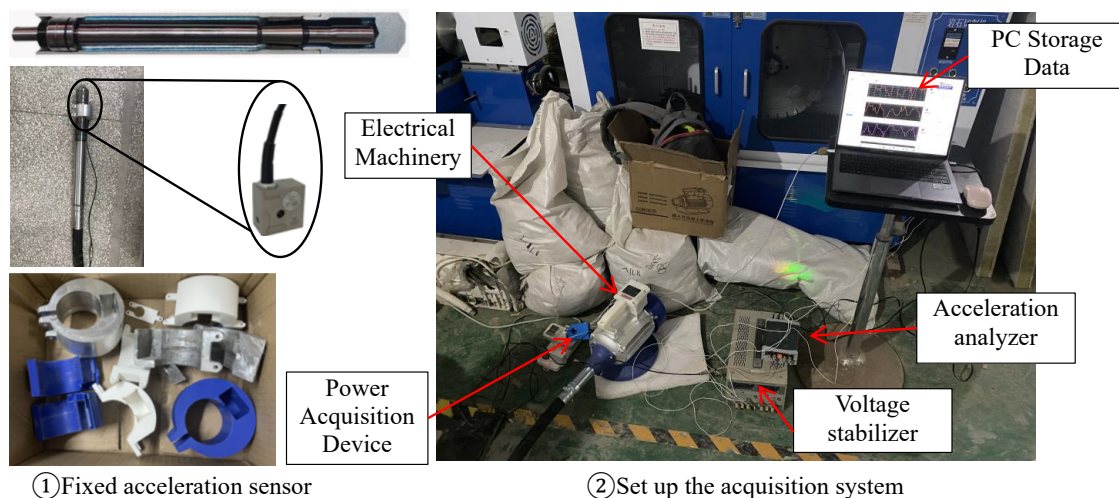 PC Storage
Data
Electrical
Machinery
Acceleration
analyzer
Power
Acquisition
Device
Voltage
stabilizer
①Fixed acceleration sensor
②Set up the acquisition system